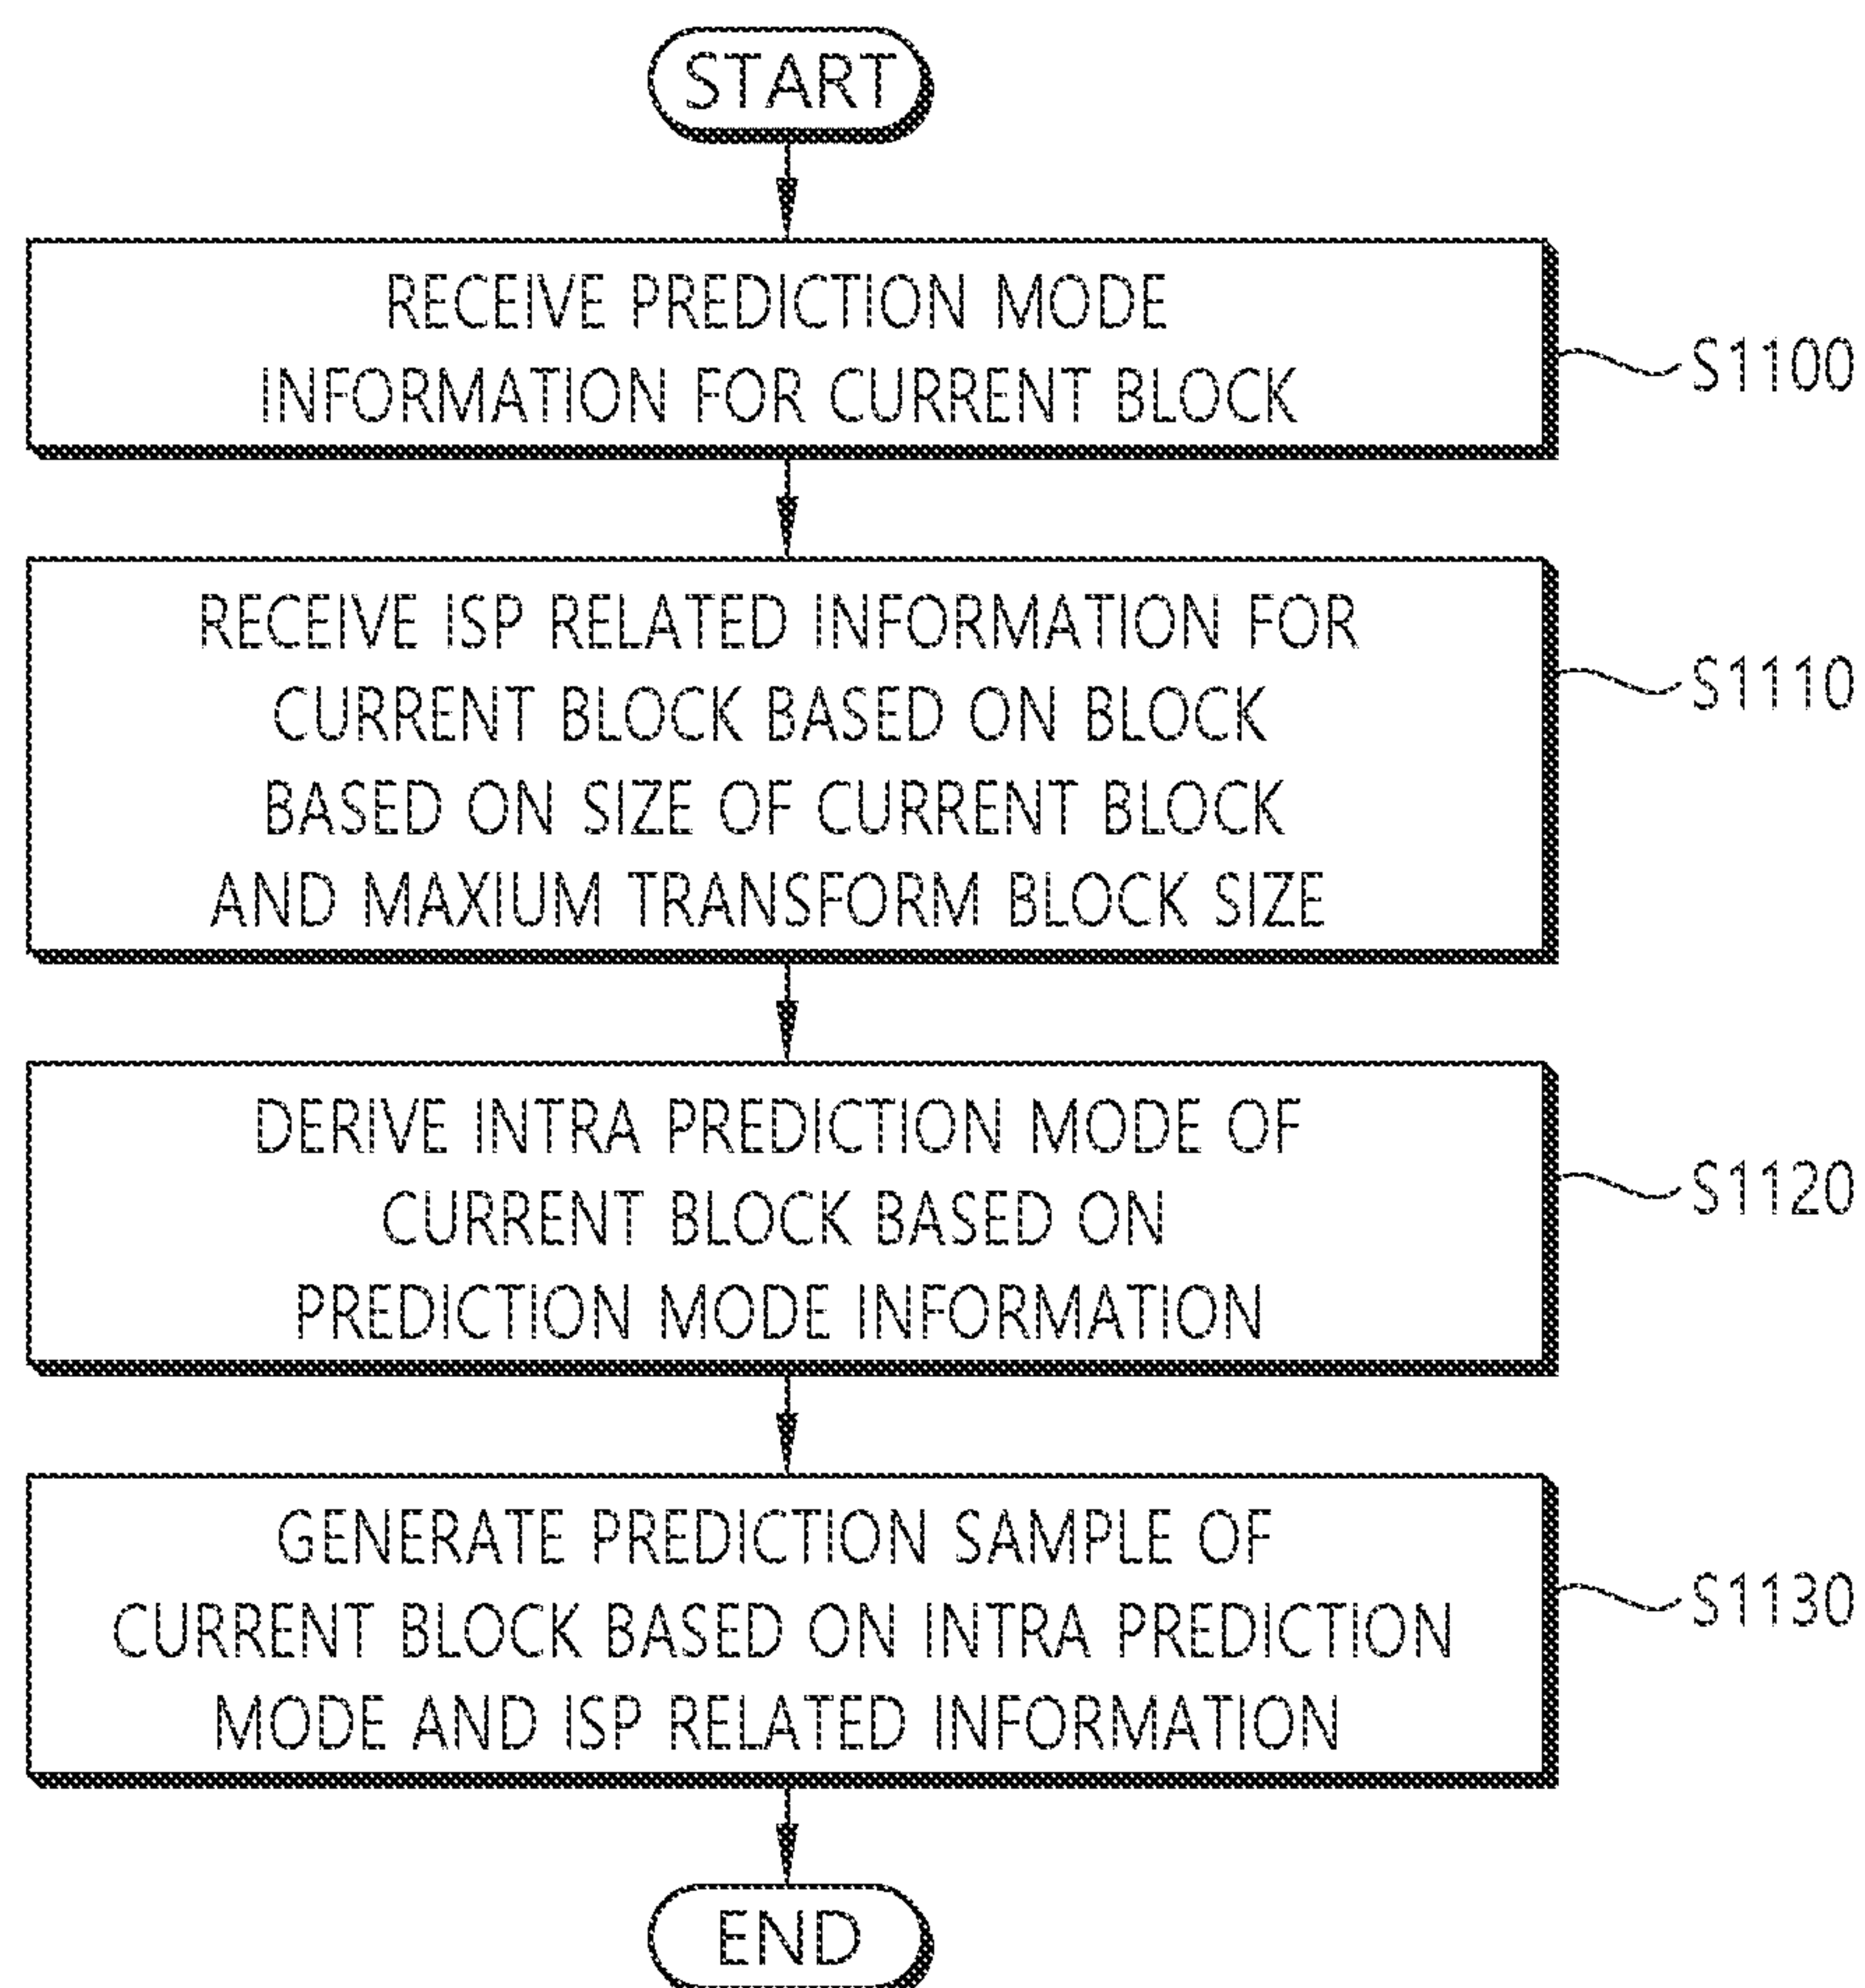 START
RECEIVE PREDICTION MODE
INFORMATION FOR CURRENT BLOCK
S1100
RECEIVE ISP RELATED INFORMATION FOR
CURRENT BLOCK BASED ON BLOCK
BASED ON SIZE OF CURRENT BLOCK
AND MAXIUM TRANSFORM BLOCK SIZE
S1110
DERIVE INTRA PREDICTION MODE OF
CURRENT BLOCK BASED ON
PREDICTION MODE INFORMATION
S1120
GENERATE PREDICTION SAMPLE OF
CURRENT BLOCK BASED ON INTRA PREDICTION
MODE AND ISP RELATED INFORMATION
S1130
END